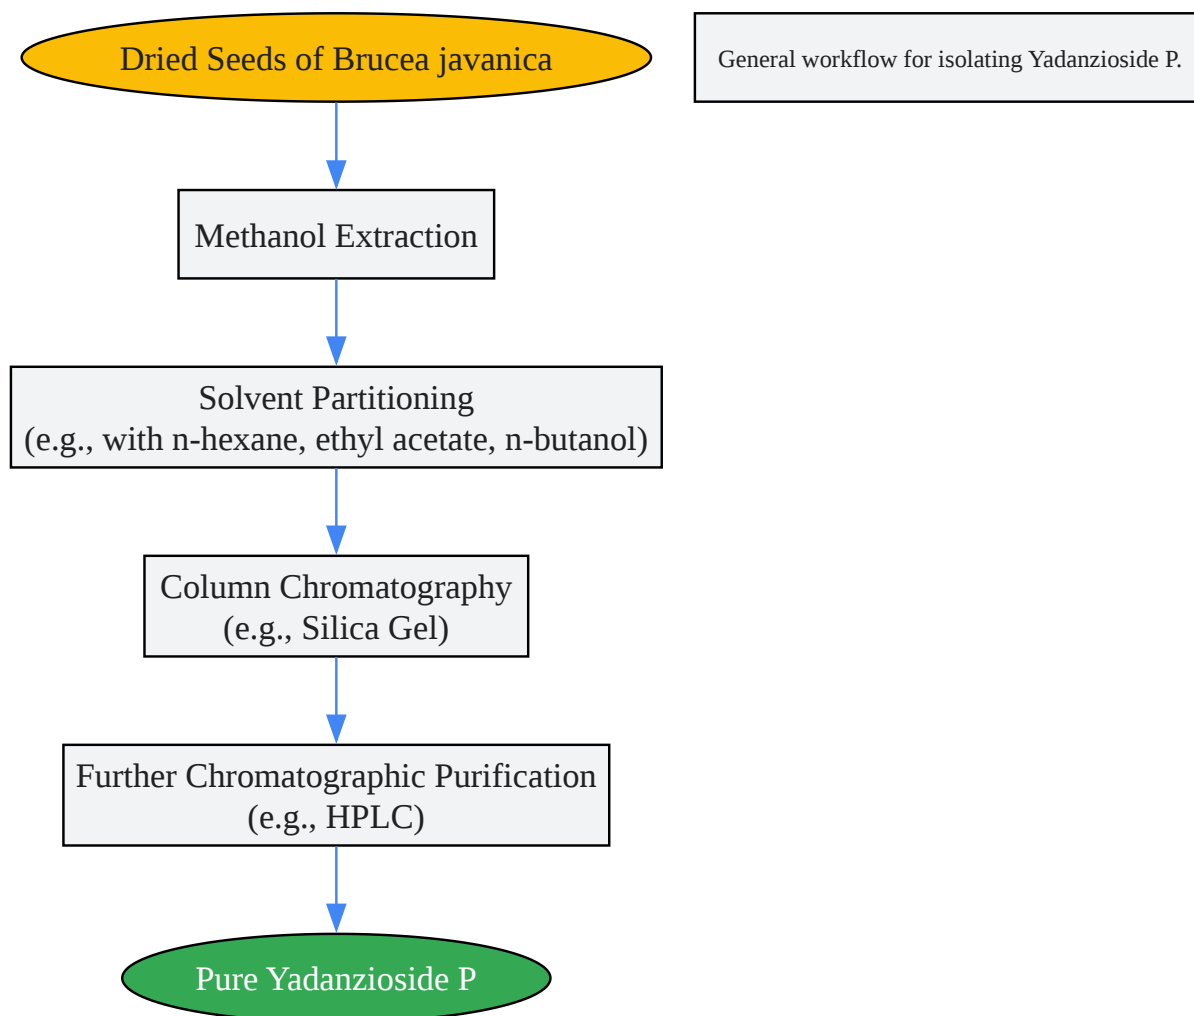 Dried Seeds of Brucea javanica
General workflow for isolating Yadanzioside P.
Methanol Extraction
Solvent Partitioning
(e.g., with n-hexane, ethyl acetate, n-butanol)
Column Chromatography
(e.g., Silica Gel)
Further Chromatographic Purification
(e.g., HPLC)
Pure Yadanzioside P